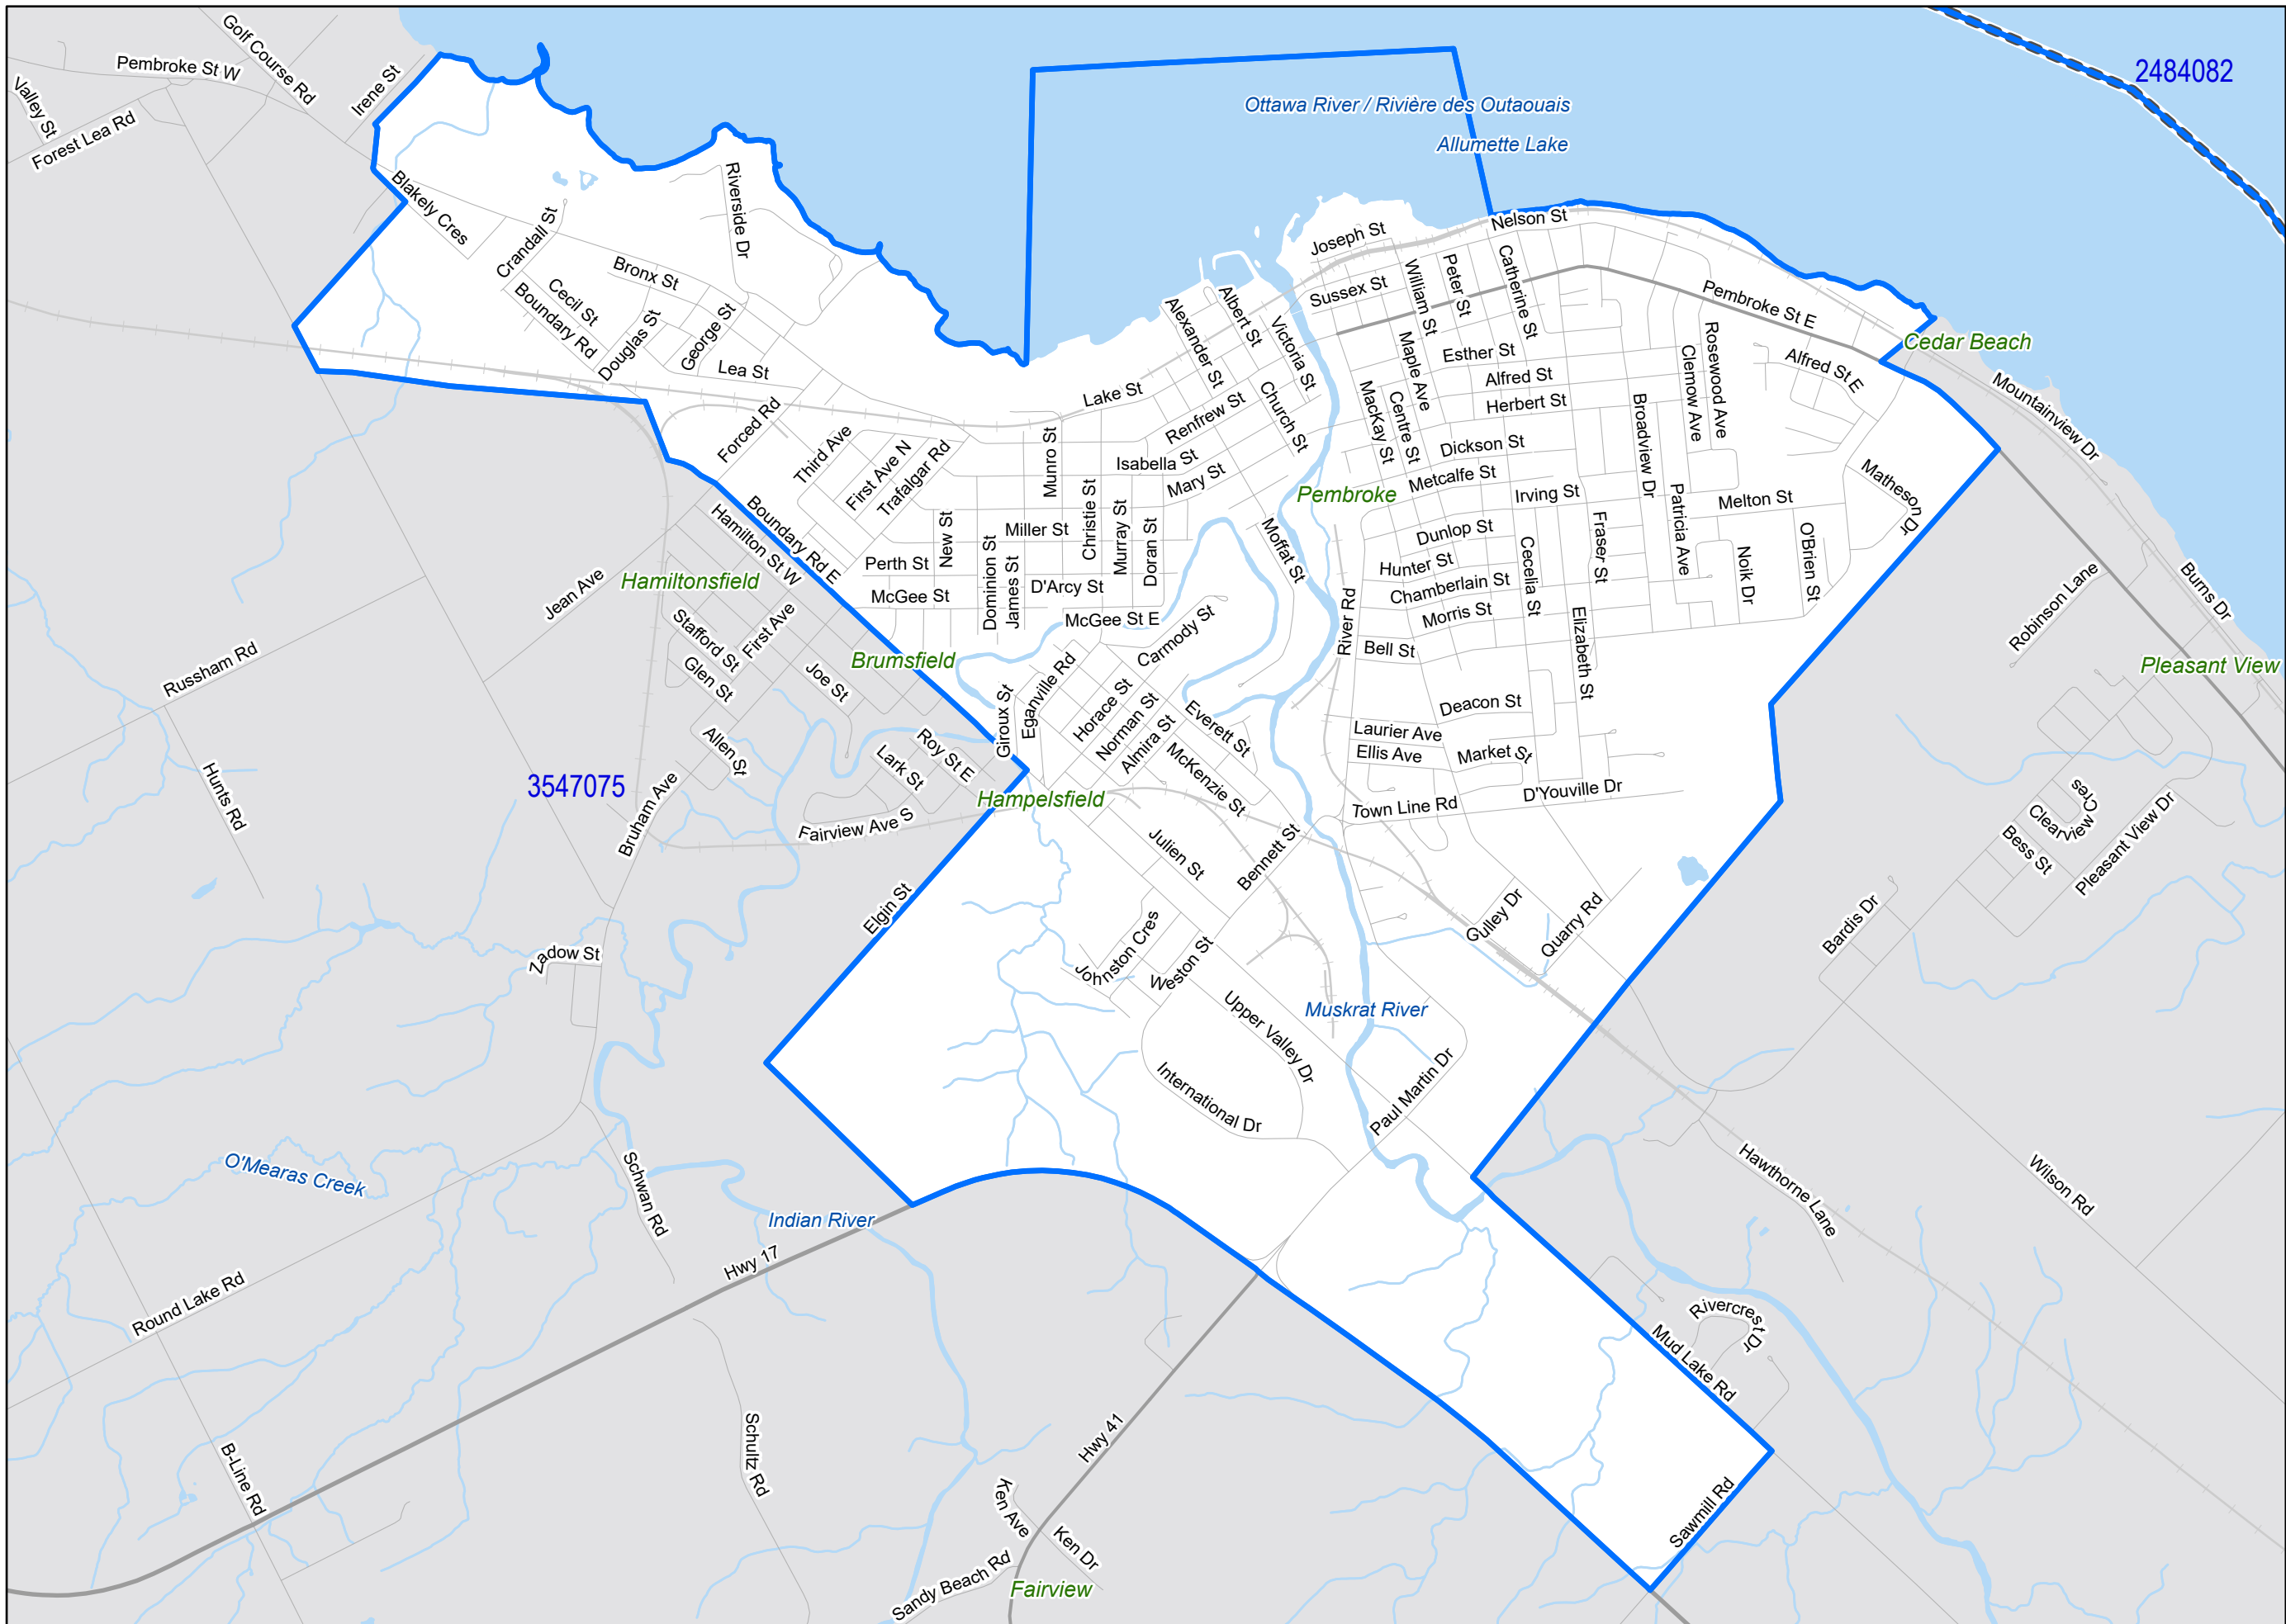 Golf Course Rd
Pembroke St W
Irene St
Valley St
Forest Lea Rd
2484082
Ottawa River / Rivière des Outaouais
Allumette Lake
Blakely Cres
Riverside Dr
Crandall St
Bronx St
Cecil St
Boundary Rd
Douglas St
George St
Lea St
Joseph St
Nelson St
Sussex St
William St
Peter St
Catherine St
Pembroke St E
Cedar Beach
Alexander St
Albert St
Victoria St
Maple Ave
Esther St
Alfred St
Herbert St
Rosewood Ave
Clemow Ave
Alfred St E
Mountainview Dr
Lake St
Renfrew St
Church St
MacKay St
Centre St
Broadview Dr
Forced Rd
Third Ave
First Ave N
Trafalgar Rd
Munro St
Isabella St
Mary St
Dickson St
Metcalfe St
Pembroke
Irving St
Melton St
Matheson Dr
Boundary Rd E
Hamilton St W
New St
Miller St
Christie St
Murray St
Doran St
Moffat St
Dunlop St
Hunter St
Chamberlain St
Morris St
Cecelia St
Fraser St
Patricia Ave
Noik Dr
O'Brien St
Perth St
McGee St
Dominion St
James St
D'Arcy St
McGee St E
Hamiltonsfield
Jean Ave
Stafford St
First Ave
Glen St
Brumsfield
Joe St
Carmody St
River Rd
Bell St
Elizabeth St
Robinson Lane
Burns Dr
Pleasant View
Russham Rd
Hunts Rd
Allen St
3547075
Bruham Ave
Roy St E
Lark St
Fairview Ave S
Giroux St
Eganville Rd
Horace St
Norman St
Almira St
Everett St
McKenzie St
Hampelsfield
Deacon St
Laurier Ave
Ellis Ave
Market St
Town Line Rd
D'Youville Dr
Clearview Cres
Bess St
Pleasant View Dr
Julien St
Bennett St
Elgin St
Zadow St
Johnston Cres
Weston St
Gulley Dr
Quarry Rd
Bardis Dr
Upper Valley Dr
Muskrat River
International Dr
Paul Martin Dr
O'Mearas Creek
Schwan Rd
Indian River
Hwy 17
Hawthorne Lane
Wilson Rd
Round Lake Rd
Rivercrest Dr
Mud Lake Rd
B-Line Rd
Schultz Rd
Hwy 41
Ken Ave
Ken Dr
Sandy Beach Rd
Fairview
Sawmill Rd